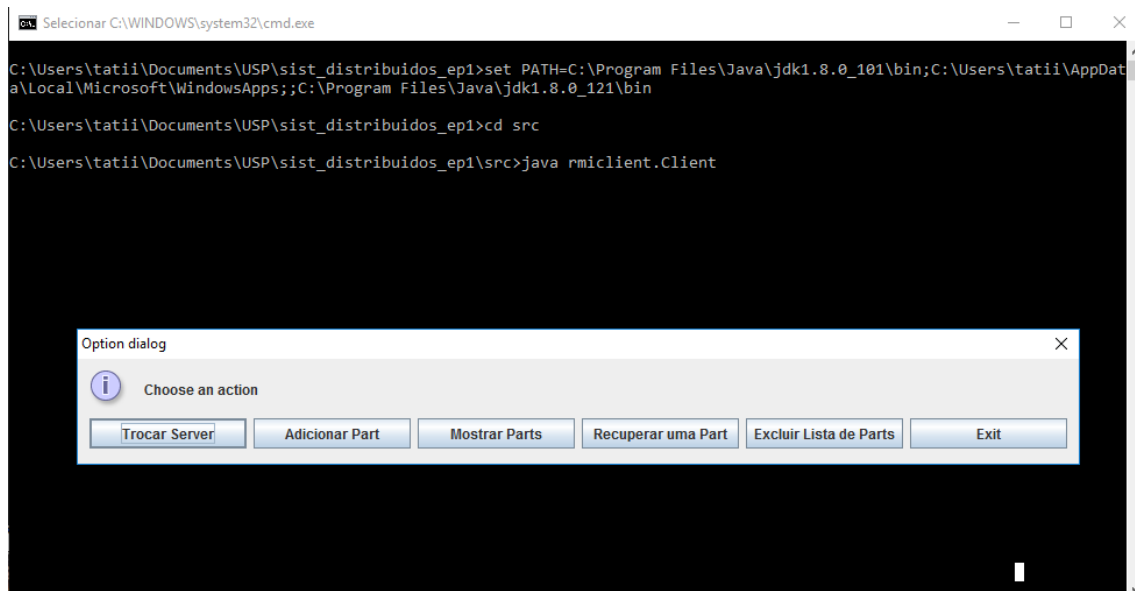 Selecionar C:\WINDOWS\system32\cmd.exe
C:\Users\tatii\Documents\USP\sist_distribuidos_ep1>set PATH=C:\Program Files\Java\jdk1.8.0_101\bin;C:\Users\tatii\AppDat
a\Local\Microsoft\WindowsApps;;C:\Program Files\Java\jdk1.8.0_121\bin
C:\Users\tatii\Documents\USP\sist_distribuidos_ep1>cd src
C:\Users\tatii\Documents\USP\sist_distribuidos_ep1\src>java rmiclient.Client
Option dialog
Choose an action
Trocar Server Adicionar Part Mostrar Parts Recuperar uma Part Excluir Lista de Parts Exit